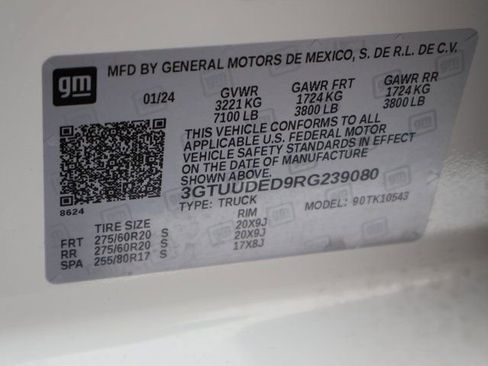 gm
MFD BY GENERAL MOTORS DE MEXICO, S. DE R.L. DE C.V.
01/24 GVWR GAWR FRT GAWR RR
3221 KG 1724 KG 1724 KG
7100 LB 3800 LB 3800 LB
THIS VEHICLE CONFORMS TO ALL
APPLICABLE U.S. FEDERAL MOTOR
VEHICLE SAFETY STANDARDS IN EFFECT
ON THE DATE OF MANUFACTURE
SHOWN ABOVE.
3GTUUDED9RG239080
TYPE: TRUCK MODEL: 90TK10543
8624
TIRE SIZE RIM
FRT 275/60R20 S 20X9J
RR 275/60R20 S 20X9J
SPA 255/80R17 S 17X8J